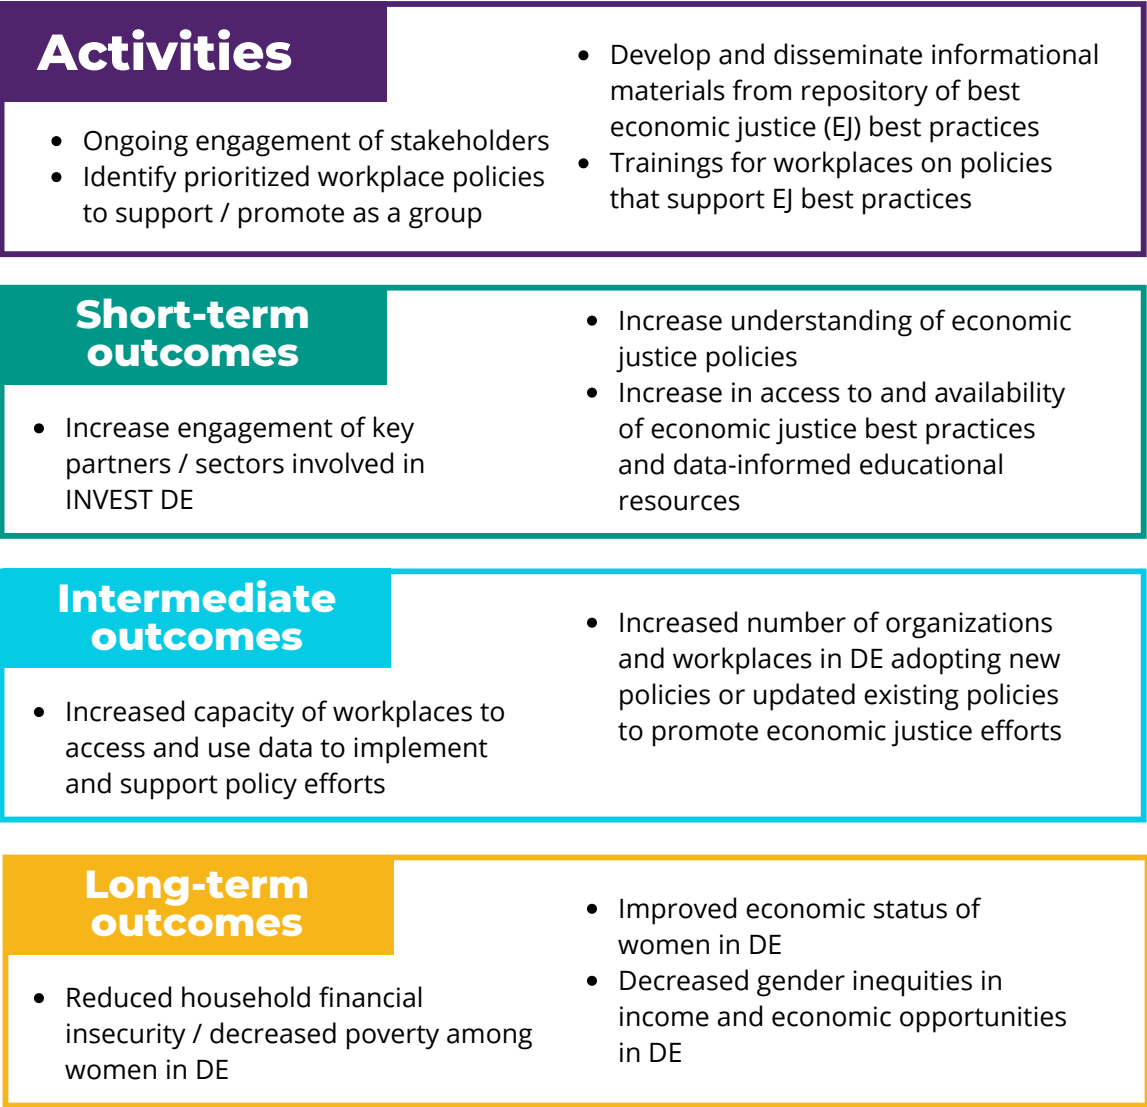 Activities
• Ongoing engagement of stakeholders
• Identify prioritized workplace policies
to support / promote as a group
• Develop and disseminate informational
materials from repository of best
economic justice (EJ) best practices
• Trainings for workplaces on policies
that support EJ best practices
Short-term
outcomes
• Increase engagement of key
partners / sectors involved in
INVEST DE
• Increase understanding of economic
justice policies
• Increase in access to and availability
of economic justice best practices
and data-informed educational
resources
Intermediate
outcomes
• Increased capacity of workplaces to
access and use data to implement
and support policy efforts
• Increased number of organizations
and workplaces in DE adopting new
policies or updated existing policies
to promote economic justice efforts
Long-term
outcomes
• Reduced household financial
insecurity / decreased poverty among
women in DE
• Improved economic status of
women in DE
• Decreased gender inequities in
income and economic opportunities
in DE